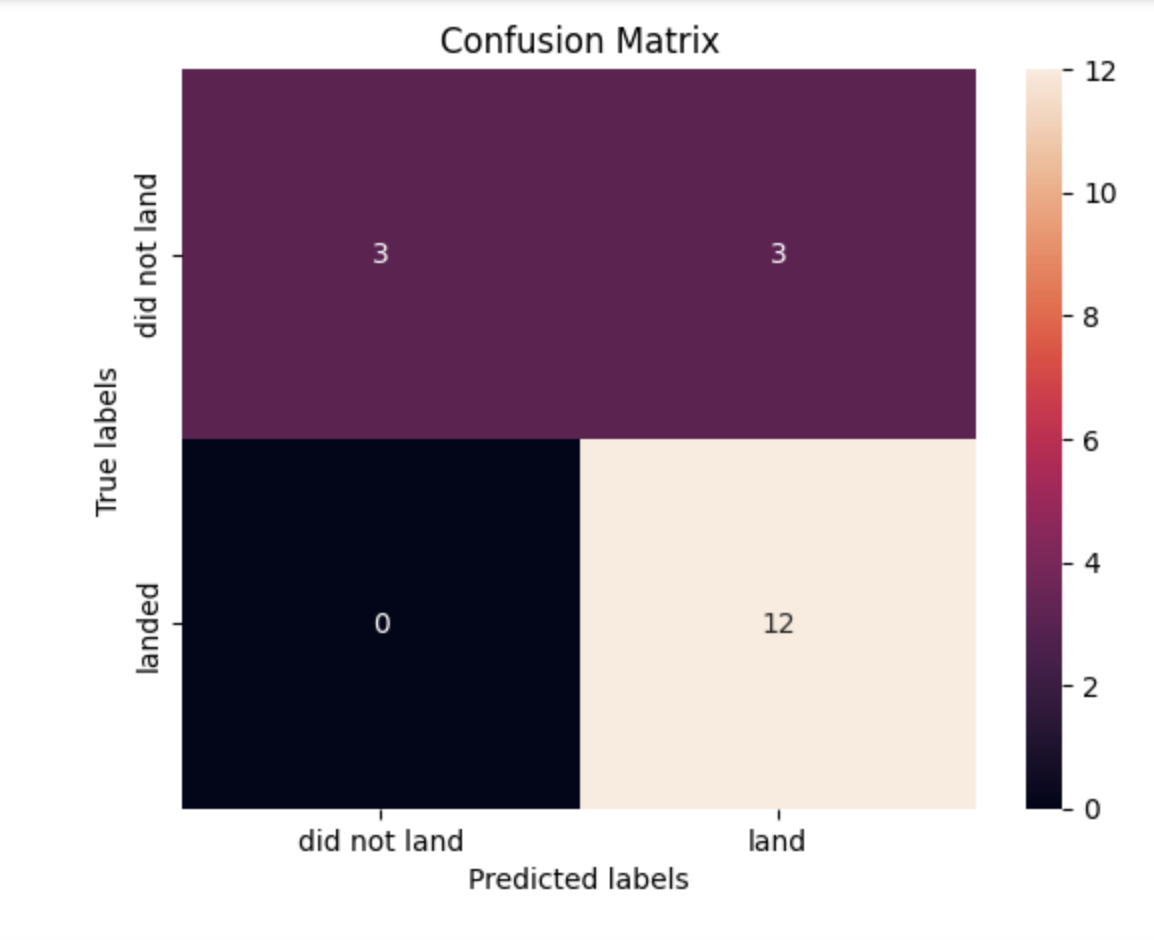 Confusion Matrix
did not land
landed
True labels
3
3
0
12
did not land
land
Predicted labels
12
10
8
6
4
2
0